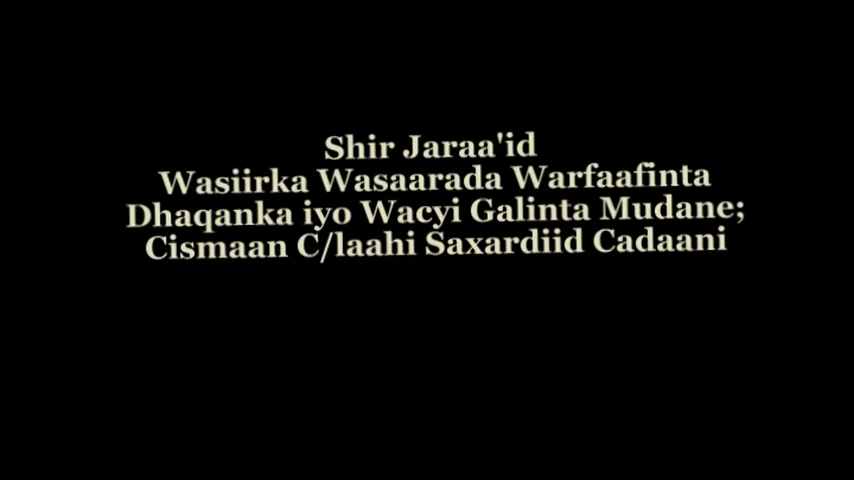 Shir Jaraa'id
Wasiirka Wasaarada Warfaafinta
Dhaqanka iyo Wacyi Galinta Mudane;
Cismaan C/laahi Saxardiid Cadaani